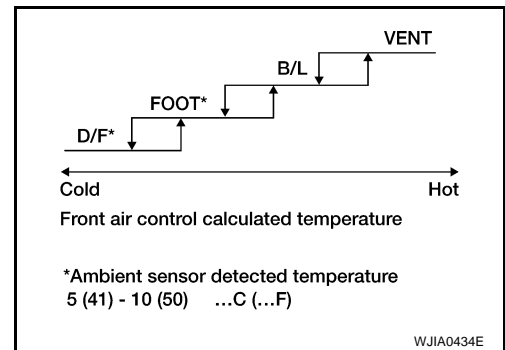 VENT
B/L
FOOT*
D/F*
Cold Hot
Front air control calculated temperature
*Ambient sensor detected temperature
5 (41) - 10 (50) ...C (...F)
WJIA0434E